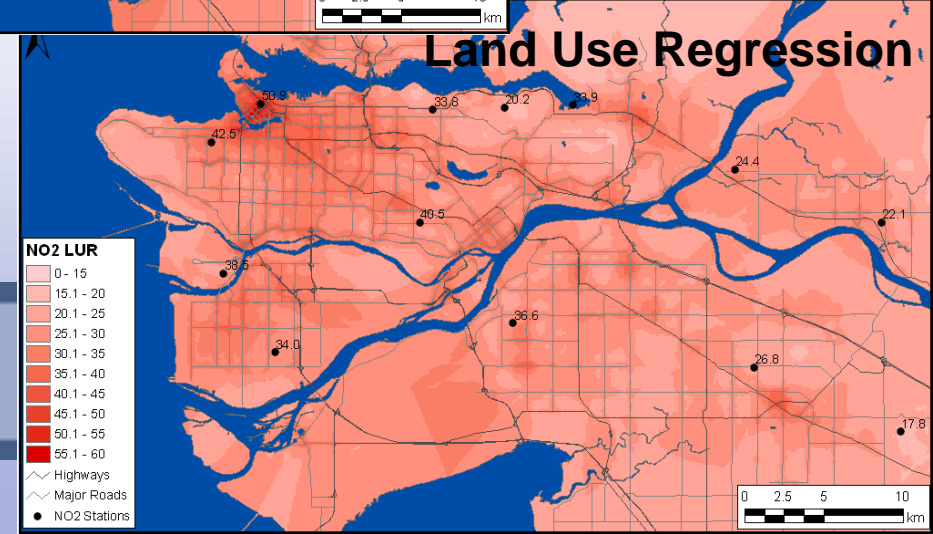 km
Land Use Regression
50.9
33.8
20.2
33.9
42.5
24.4
40.5
22.1
38.5
36.6
34.0
26.8
17.8
NO2 LUR
0 - 15
15.1 - 20
20.1 - 25
25.1 - 30
30.1 - 35
35.1 - 40
40.1 - 45
45.1 - 50
50.1 - 55
55.1 - 60
Highways
Major Roads
NO2 Stations
0 2.5 5 10
km